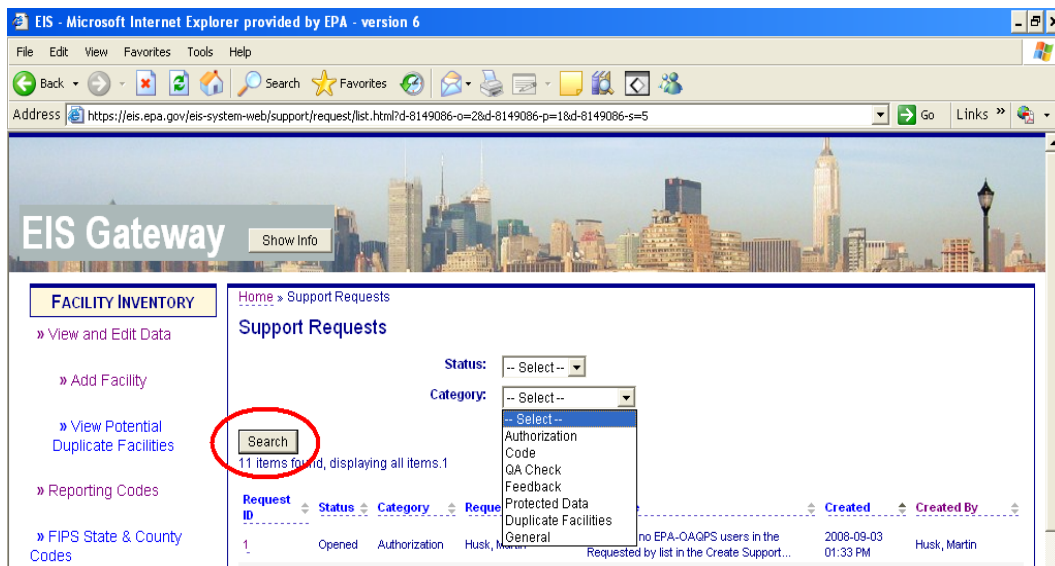 EIS - Microsoft Internet Explorer provided by EPA - version 6
File Edit View Favorites Tools Help
Back Search Favorites
Address https://eis.epa.gov/eis-system-web/support/request/list.html?d-8149086-o=2&d-8149086-p=1&d-8149086-s=5 Go Links »
EIS Gateway Show Info
FACILITY INVENTORY
» View and Edit Data
» Add Facility
» View Potential
Duplicate Facilities
» Reporting Codes
» FIPS State & County
Codes
Home » Support Requests
Support Requests
Status: -- Select --
Category: -- Select --
-- Select --
Authorization
Code
QA Check
Feedback
Protected Data
Duplicate Facilities
General
Search
11 items found, displaying all items.1
Request
ID Status Category Created Created By
1 Opened Authorization Husk, no EPA-OAQPS users in the
Requested by list in the Create Support... 2008-09-03
01:33 PM Husk, Martin